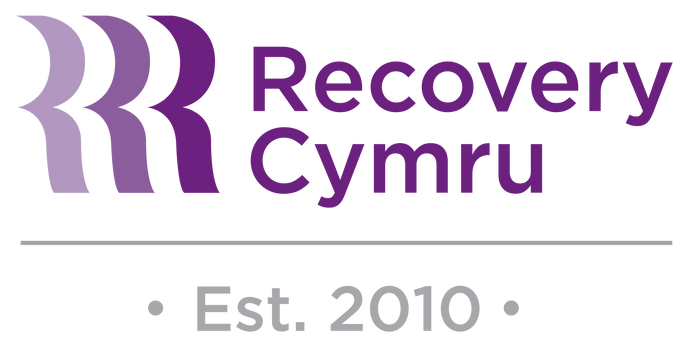 Recovery
Cymru
• Est. 2010 •